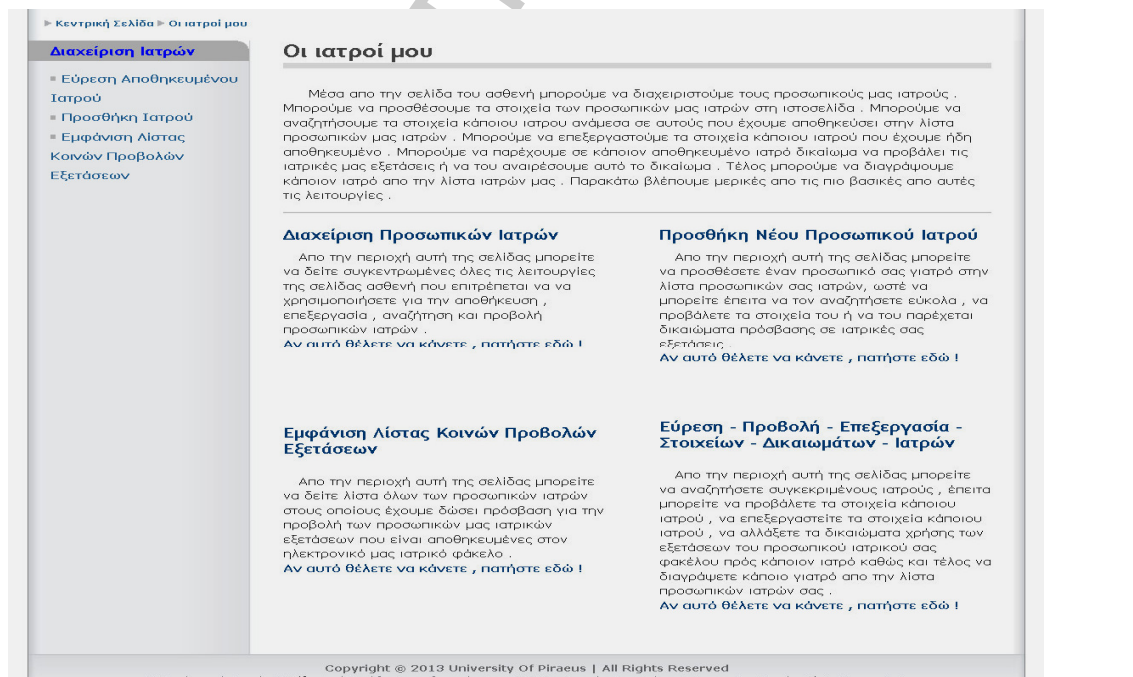 Κεντρική Σελίδα Οι ιατροί μου
Διαχείριση Ιατρών
Εύρεση Αποθηκευμένου
Ιατρού
Προσθήκη Ιατρού
Εμφάνιση Λίστας
Κοινών Προβολών
Εξετάσεων
Οι ιατροί μου
Μέσα απο την σελίδα του ασθενή μπορούμε να διαχειριστούμε τους προσωπικούς μας ιατρούς .
Μπορούμε να προσθέσουμε τα στοιχεία των προσωπικών μας ιατρών στη ιστοσελίδα . Μπορούμε να
αναζητήσουμε τα στοιχεία κάποιου ιατρου ανάμεσα σε αυτούς που έχουμε αποθηκεύσει στην λίστα
προσωπικών μας ιατρών . Μπορούμε να επεξεργαστούμε τα στοιχεία κάποιου ιατρού που έχουμε ήδη
αποθηκευμένο . Μπορούμε να παρέχουμε σε κάποιον αποθηκευμένο ιατρό δικαίωμα να προβάλει τις
ιατρικές μας εξετάσεις ή να του αναιρέσουμε αυτό το δικαίωμα . Τέλος μπορούμε να διαγράψουμε
κάποιον ιατρό απο την λίστα ιατρών μας . Παρακάτω βλέπουμε μερικές απο τις πιο βασικές απο αυτές
τις λειτουργίες .
Διαχείριση Προσωπικών Ιατρών
Απο την περιοχή αυτή της σελίδας μπορείτε
να δείτε συγκεντρωμένες όλες τις λειτουργίες
της σελίδας ασθενή που επιτρέπεται να να
χρησιμοποιήσετε για την αποθήκευση ,
επεξεργασία , αναζήτηση και προβολή
προσωπικών ιατρών .
Αν αυτό θέλετε να κάνετε , πατήστε εδώ !
Προσθήκη Νέου Προσωπικού Ιατρού
Απο την περιοχή αυτή της σελίδας μπορείτε
να προσθέσετε έναν προσωπικό σας γιατρό στην
λίστα προσωπικών σας ιατρών, ωστέ να
μπορείτε έπειτα να τον αναζητήσετε εύκολα , να
προβάλετε τα στοιχεία του ή να του παρέχεται
δικαιώματα πρόσβασης σε ιατρικές σας
εξετάσεις .
Αν αυτό θέλετε να κάνετε , πατήστε εδώ !
Εμφάνιση Λίστας Κοινών Προβολών
Εξετάσεων
Απο την περιοχή αυτή της σελίδας μπορείτε
να δείτε λίστα όλων των προσωπικών ιατρών
στους οποίους έχουμε δώσει πρόσβαση για την
προβολή των προσωπικών μας ιατρικών
εξετάσεων που είναι αποθηκευμένες στον
ηλεκτρονικό μας ιατρικό φάκελο .
Αν αυτό θέλετε να κάνετε , πατήστε εδώ !
Εύρεση - Προβολή - Επεξεργασία -
Στοιχείων - Δικαιωμάτων - Ιατρών
Απο την περιοχή αυτή της σελίδας μπορείτε
να αναζητήσετε συγκεκριμένους ιατρούς , έπειτα
μπορείτε να προβάλετε τα στοιχεία κάποιου
ιατρού , να επεξεργαστείτε τα στοιχεία κάποιου
ιατρού , να αλλάξετε τα δικαιώματα χρήσης των
εξετάσεων του προσωπικού ιατρικού σας
φακέλου πρός κάποιον ιατρό καθώς και τέλος να
διαγράψετε κάποιο γιατρό απο την λίστα
προσωπικών ιατρών σας .
Αν αυτό θέλετε να κάνετε , πατήστε εδώ !
Copyright © 2013 University Of Piraeus | All Rights Reserved